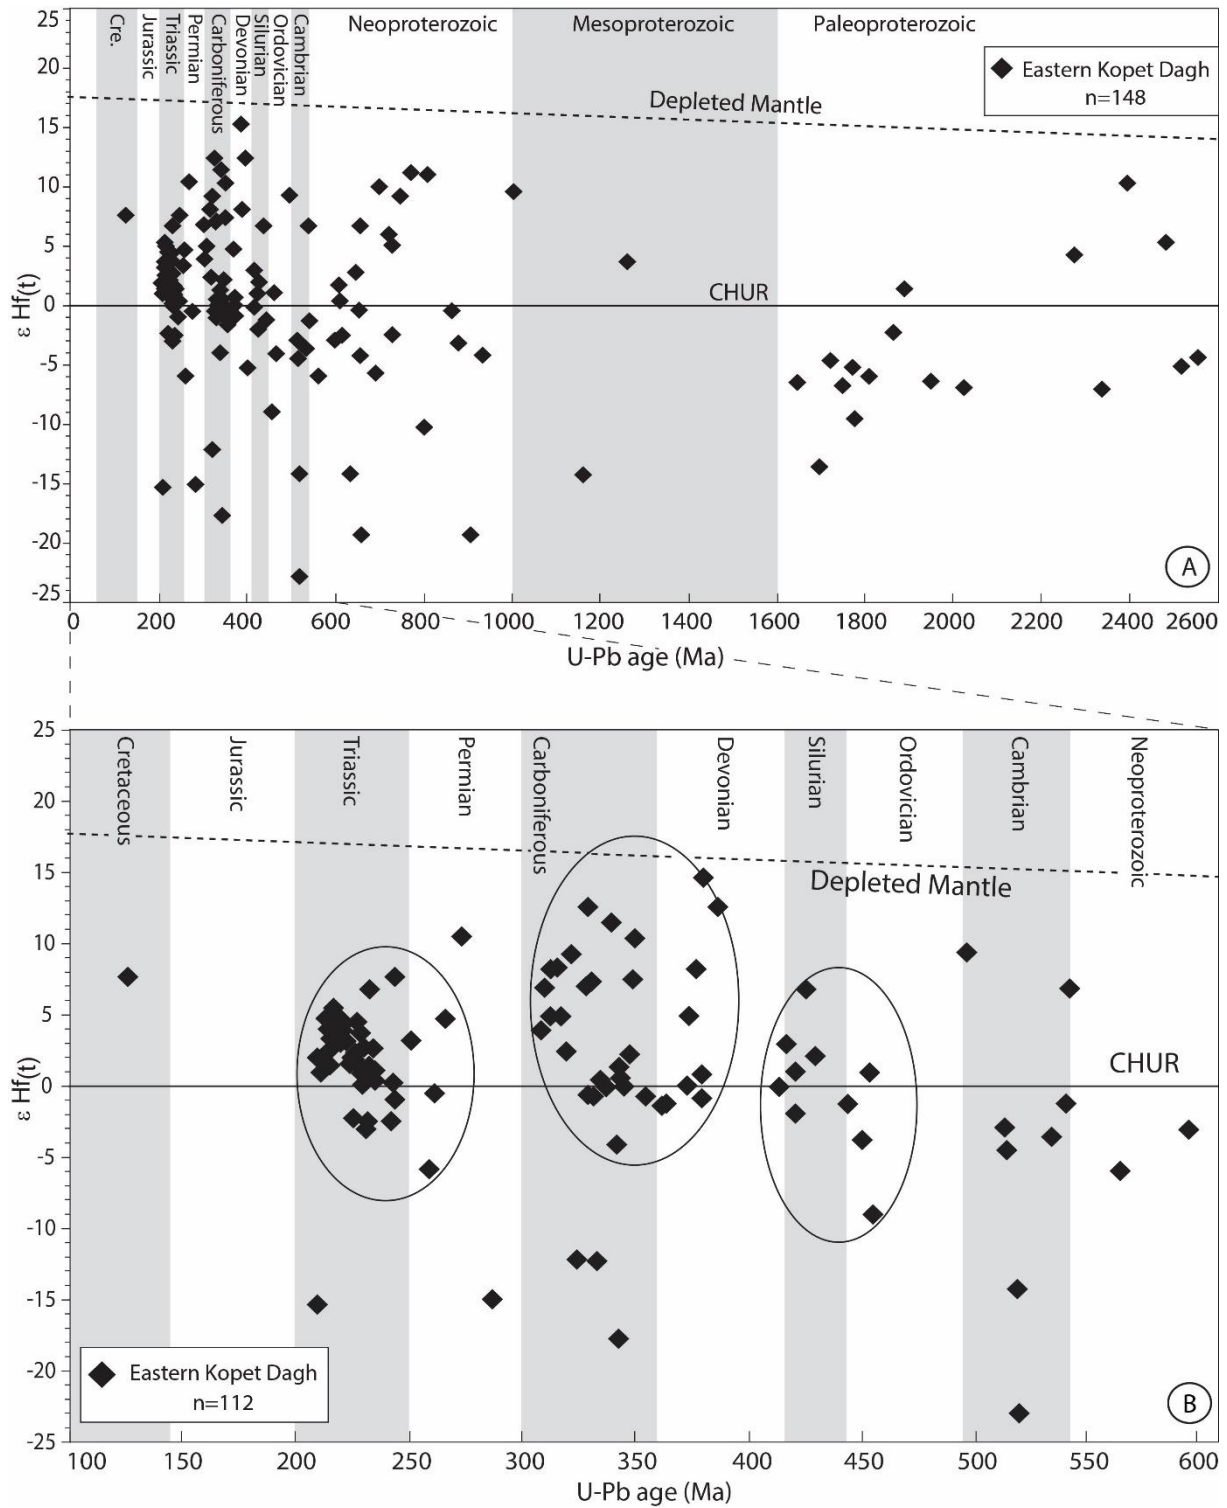 Cre.
Jurassic
Triassic
Permian
Carboniferous
Devonian
Silurian
Ordovician
Cambrian
Neoproterozoic
Mesoproterozoic
Paleoproterozoic
Eastern Kopet Dagh
n=148
Depleted Mantle
CHUR
A
ε Hf(t)
25
20
15
10
5
0
-5
-10
-15
-20
-25
0 200 400 600 800 1000 1200 1400 1600 1800 2000 2200 2400 2600
U-Pb age (Ma)
Cretaceous
Jurassic
Triassic
Permian
Carboniferous
Devonian
Silurian
Ordovician
Cambrian
Neoproterozoic
Depleted Mantle
CHUR
ε Hf(t)
25
20
15
10
5
0
-5
-10
-15
-20
-25
Eastern Kopet Dagh
n=112
B
100 150 200 250 300 350 400 450 500 550 600
U-Pb age (Ma)